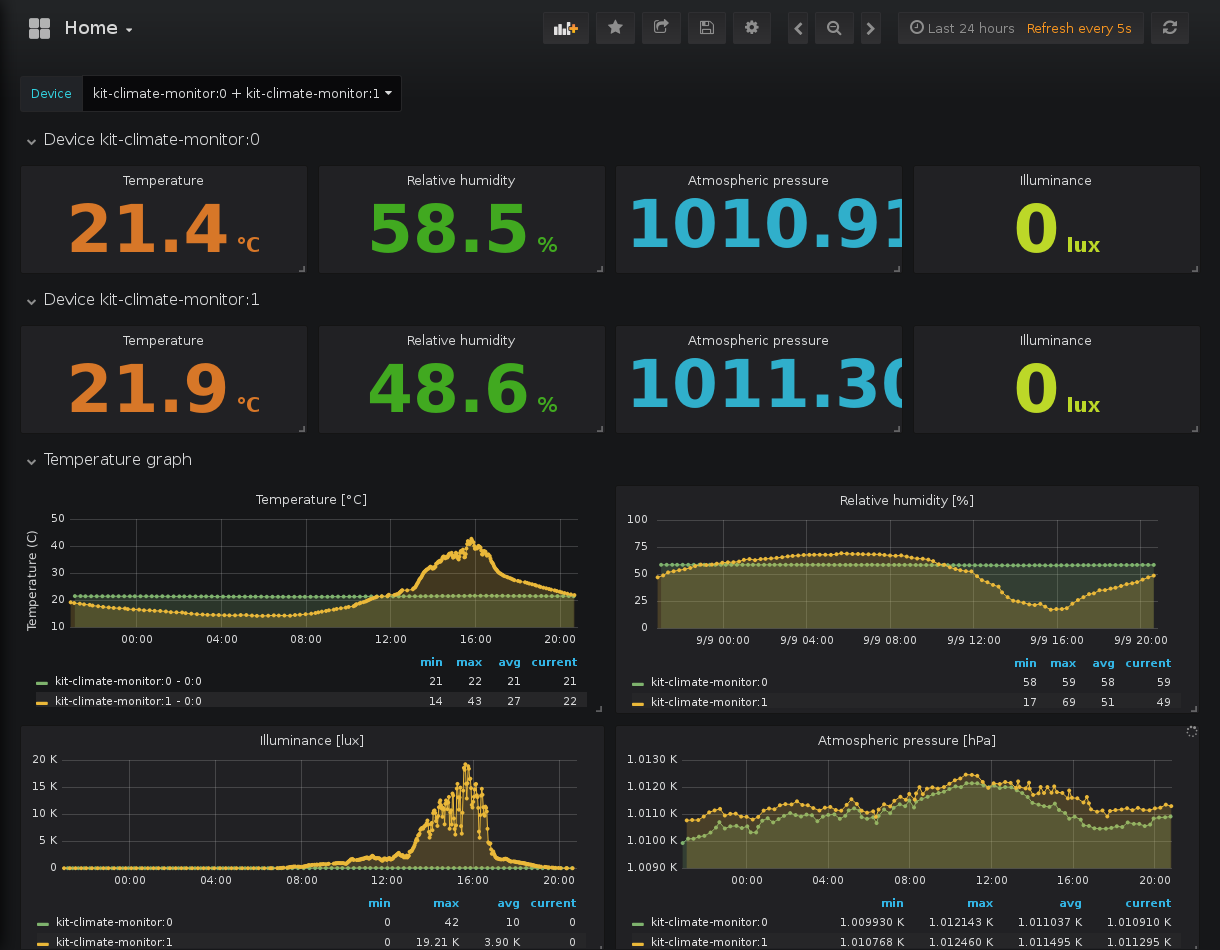 Home
Last 24 hours Refresh every 5s
Device kit-climate-monitor:0 + kit-climate-monitor:1
Device kit-climate-monitor:0
Temperature Relative humidity Atmospheric pressure Illuminance
21.4 °C 58.5 % 1010.91 0 lux
Device kit-climate-monitor:1
Temperature Relative humidity Atmospheric pressure Illuminance
21.9 °C 48.6 % 1011.30 0 lux
Temperature graph
Temperature [°C]
Temperature (C)
50
40
30
20
10
00:00 04:00 08:00 12:00 16:00 20:00
min max avg current
kit-climate-monitor:0 - 0:0 21 22 21 21
kit-climate-monitor:1 - 0:0 14 43 27 22
Relative humidity [%]
100
75
50
25
0
9/9 00:00 9/9 04:00 9/9 08:00 9/9 12:00 9/9 16:00 9/9 20:00
min max avg current
kit-climate-monitor:0 58 59 58 59
kit-climate-monitor:1 17 69 51 49
Illuminance [lux]
20 K
15 K
10 K
5 K
0
00:00 04:00 08:00 12:00 16:00 20:00
min max avg current
kit-climate-monitor:0 0 42 10 0
kit-climate-monitor:1 0 19.21 K 3.90 K 0
Atmospheric pressure [hPa]
1.0130 K
1.0120 K
1.0110 K
1.0100 K
1.0090 K
00:00 04:00 08:00 12:00 16:00 20:00
min max avg current
kit-climate-monitor:0 1.009930 K 1.012143 K 1.011037 K 1.010910 K
kit-climate-monitor:1 1.010768 K 1.012460 K 1.011495 K 1.011295 K